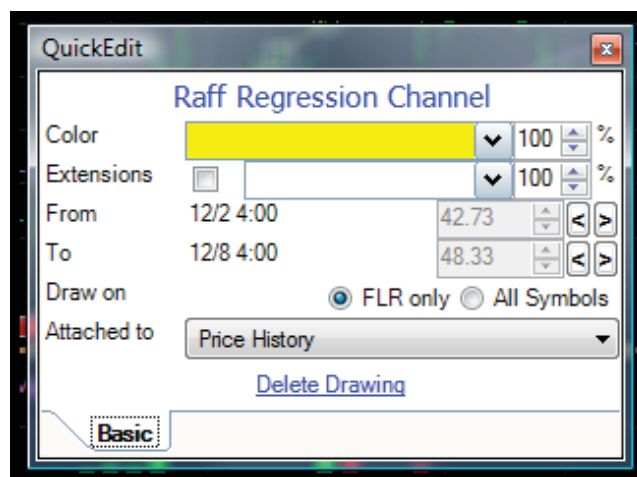 QuickEdit
Raff Regression Channel
Color 100 %
Extensions 100 %
From 12/2 4:00 42.73 < >
To 12/8 4:00 48.33 < >
Draw on FLR only All Symbols
Attached to Price History
Delete Drawing
Basic